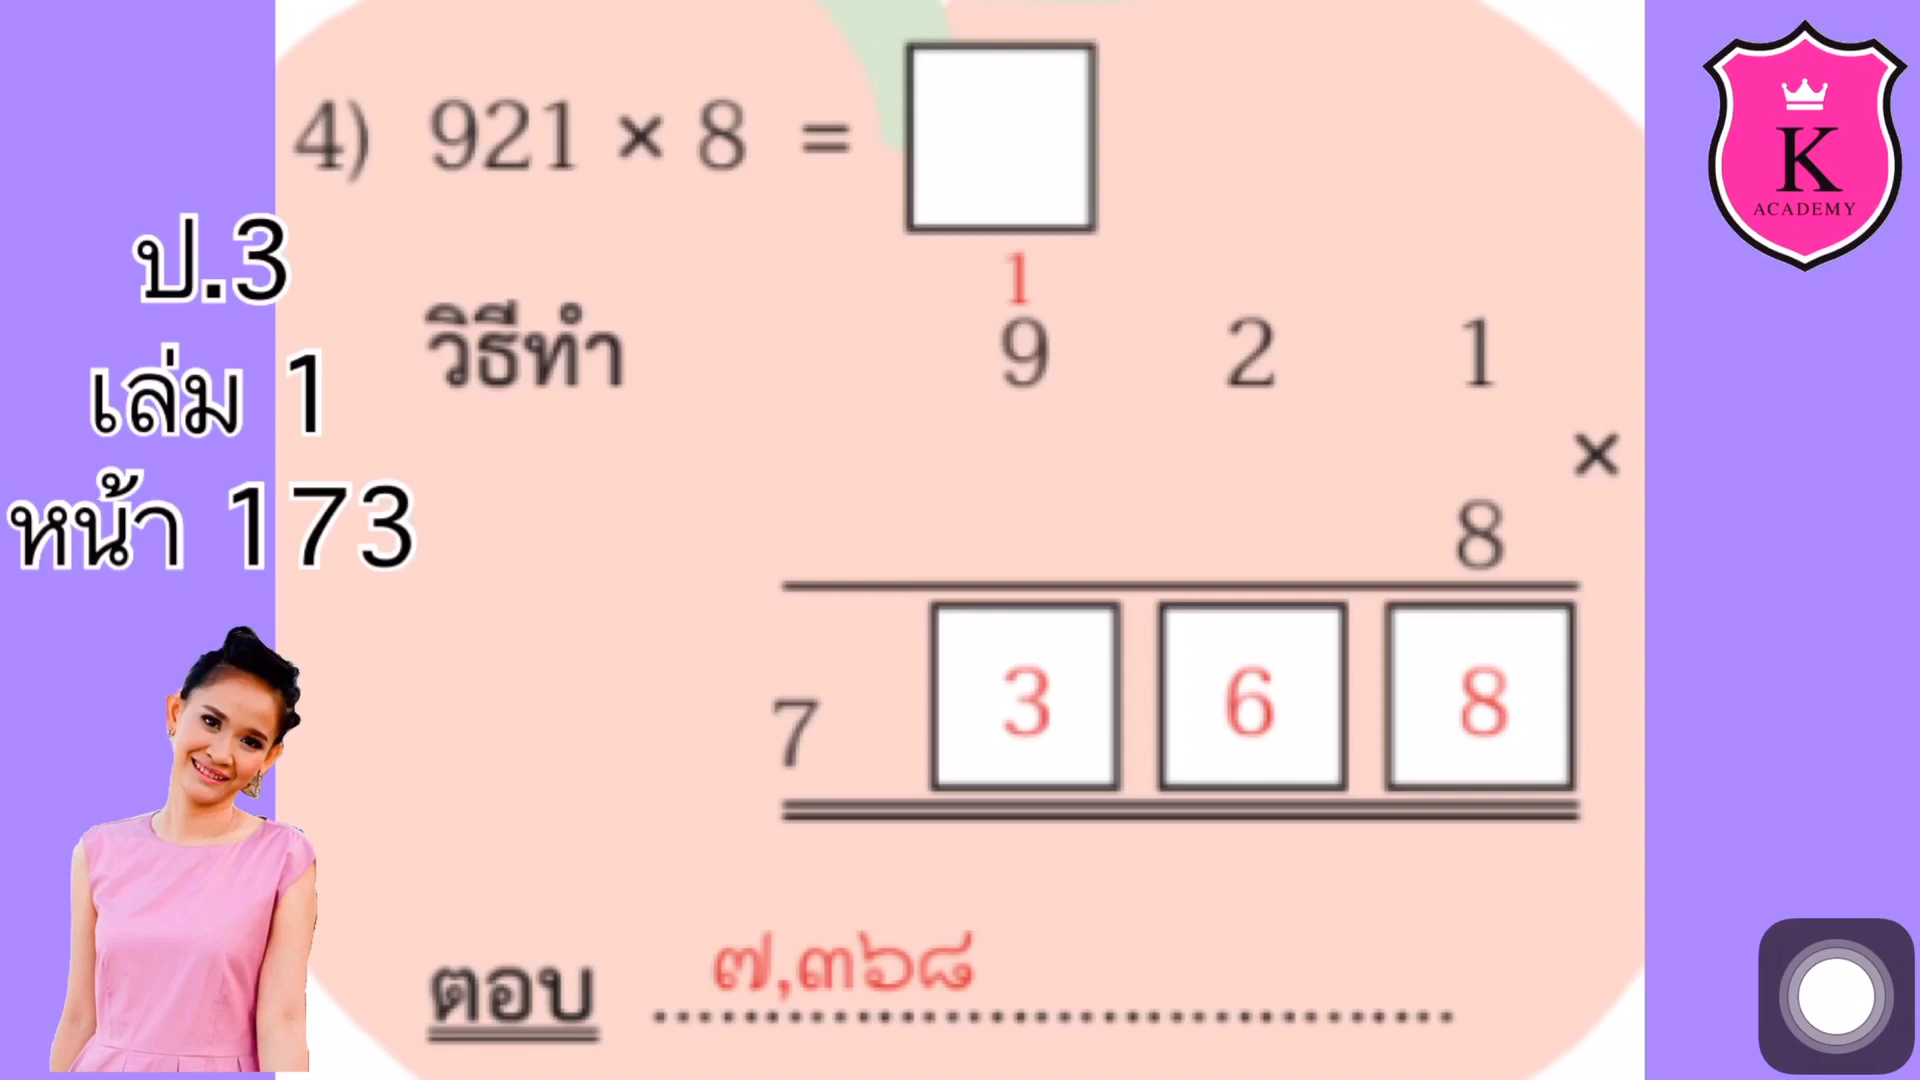 4) 921 × 8 =
ป.3
เล่ม 1
หน้า 173
1
วิธีทำ 9 2 1
×
8
7 3 6 8
ตอบ ๗,๓๖๘
K
ACADEMY